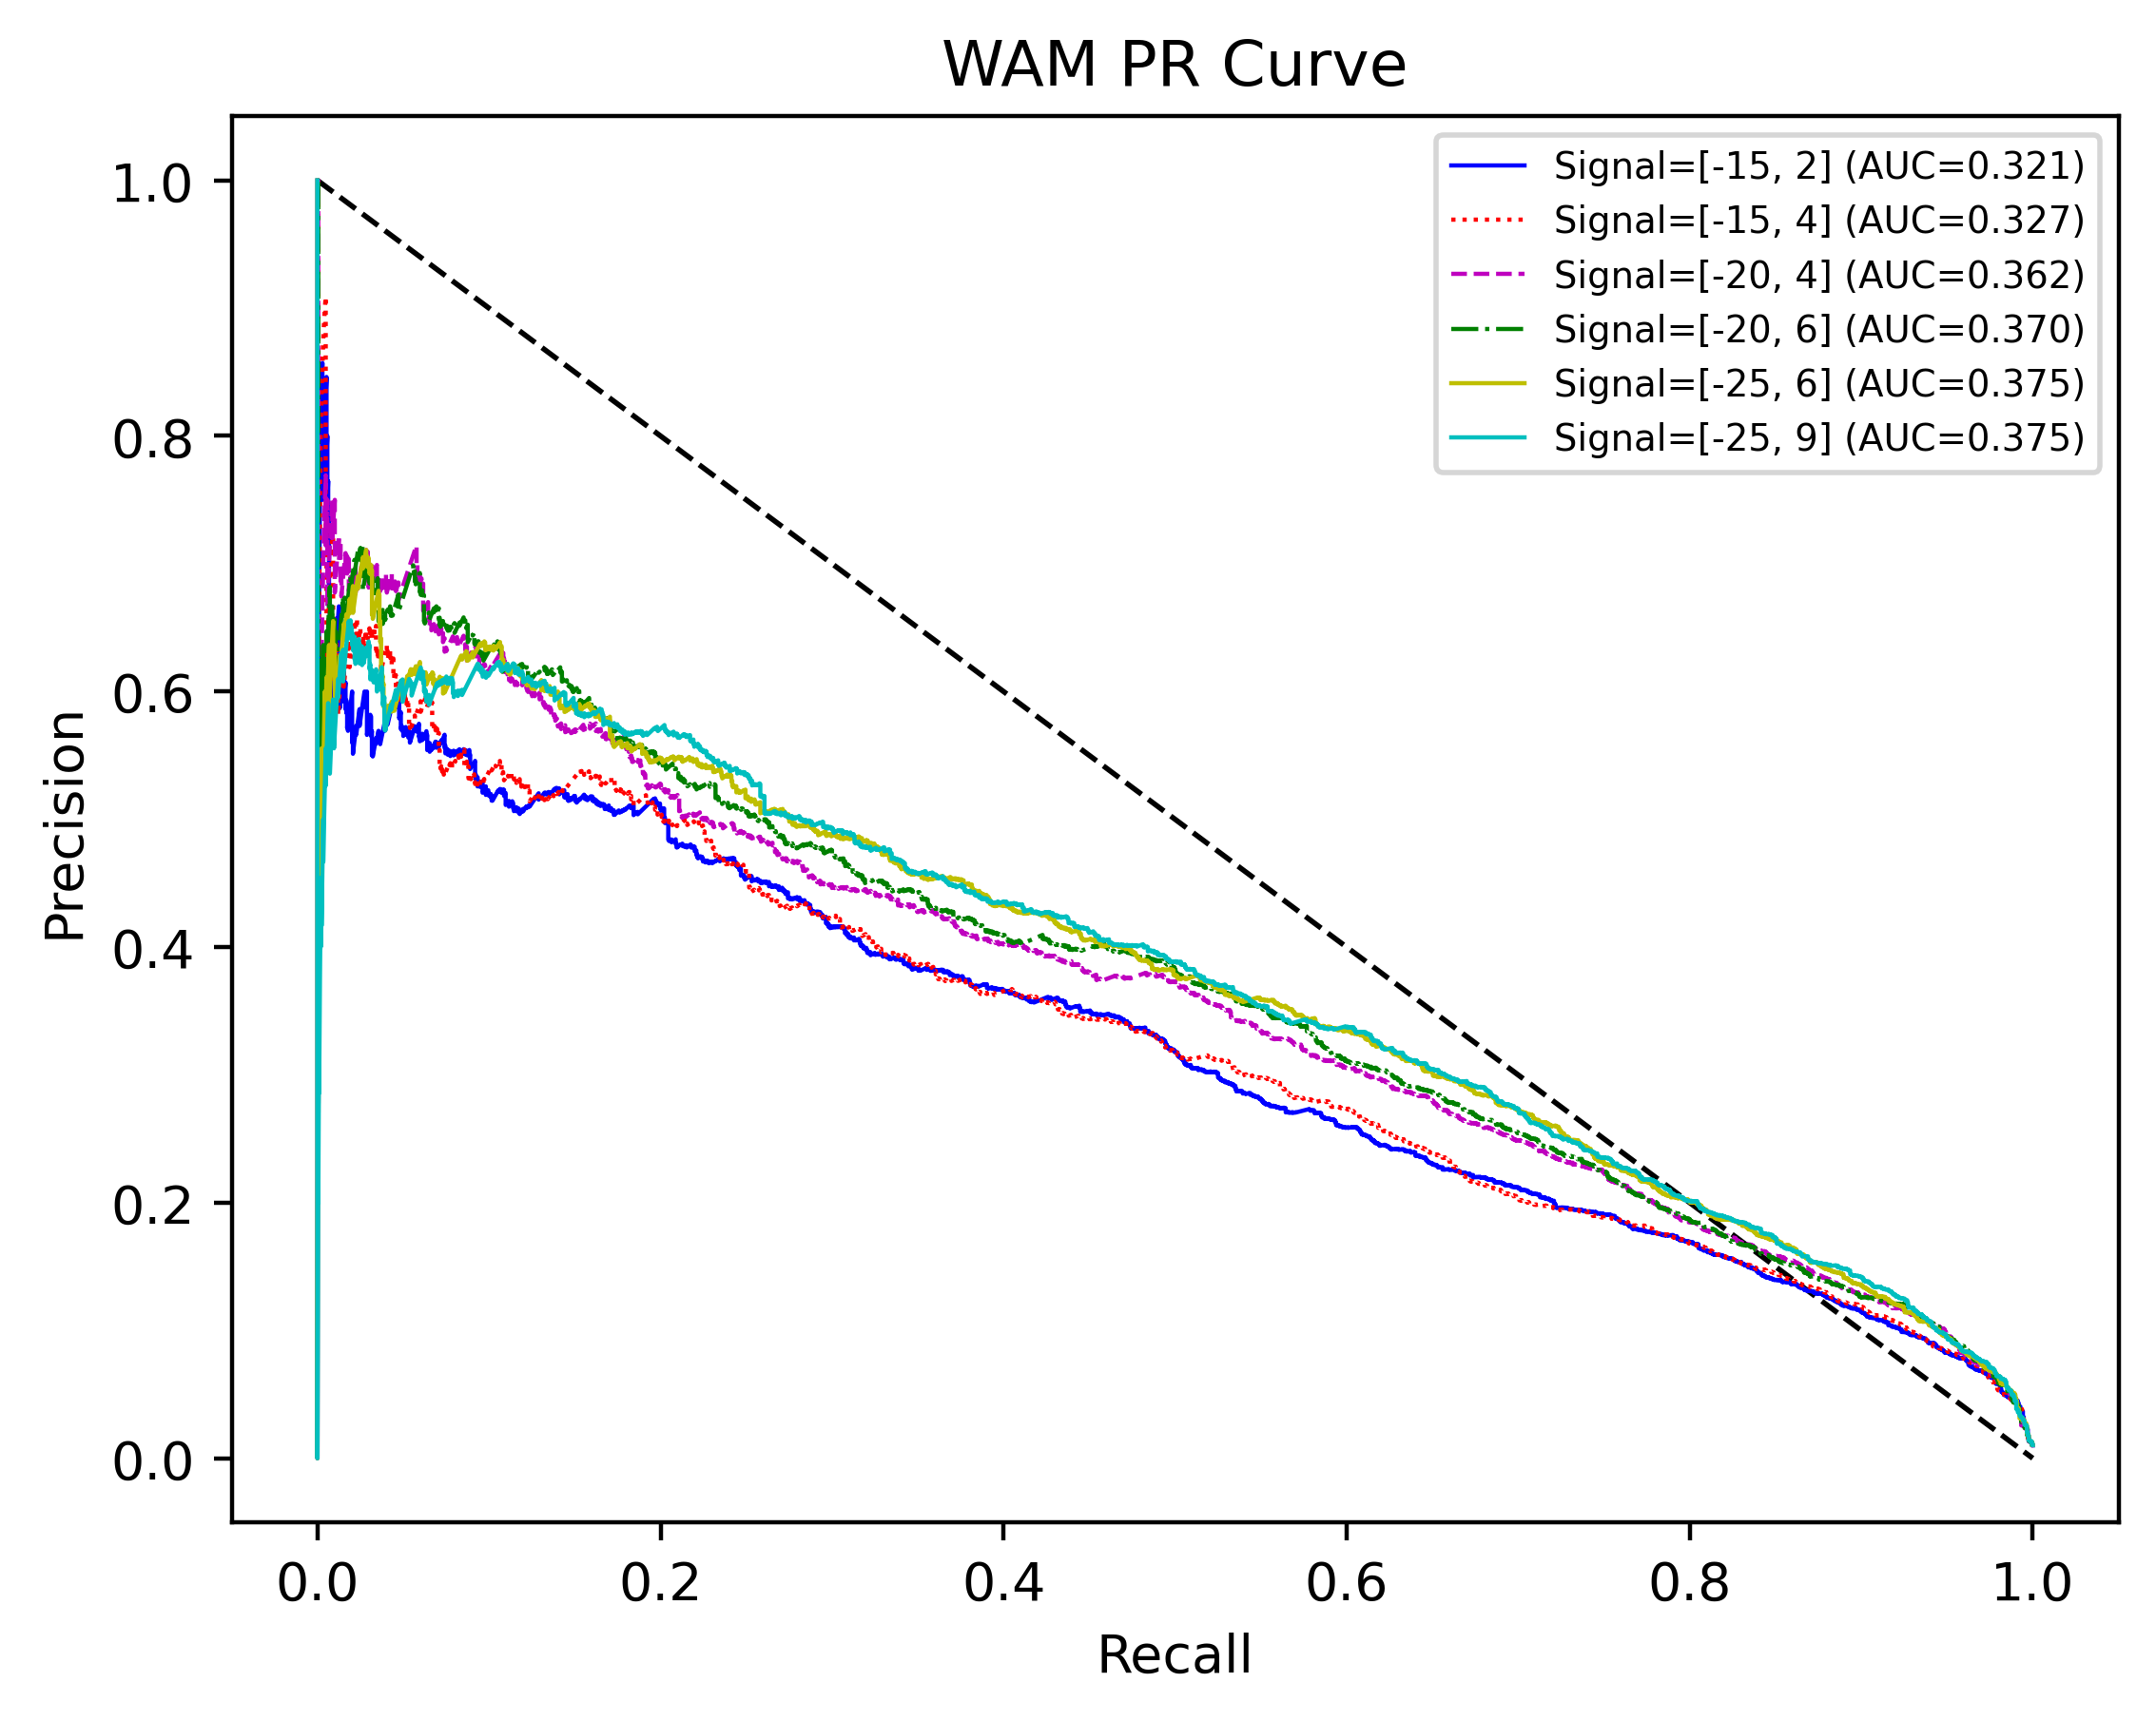 WAM PR Curve
Signal=[-15, 2] (AUC=0.321)
Signal=[-15, 4] (AUC=0.327)
Signal=[-20, 4] (AUC=0.362)
Signal=[-20, 6] (AUC=0.370)
Signal=[-25, 6] (AUC=0.375)
Signal=[-25, 9] (AUC=0.375)
Precision
1.0
0.8
0.6
0.4
0.2
0.0
0.0 0.2 0.4 0.6 0.8 1.0
Recall